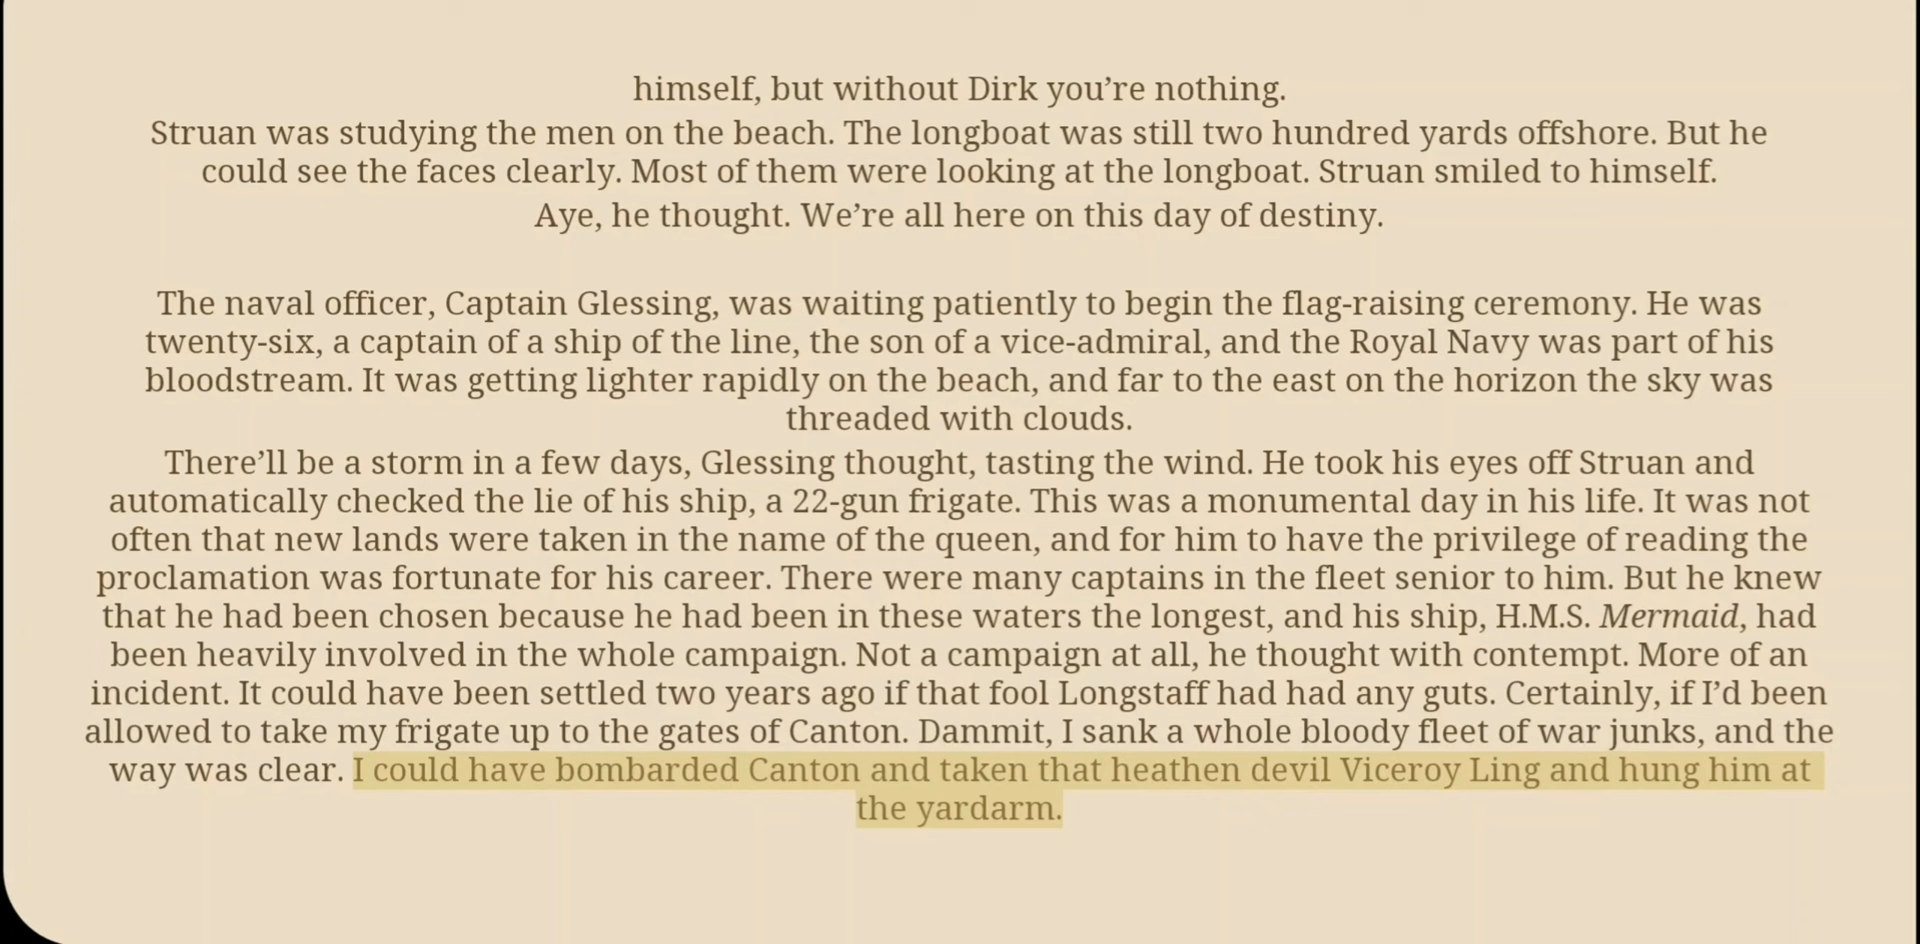 himself, but without Dirk you’re nothing.
Struan was studying the men on the beach. The longboat was still two hundred yards offshore. But he
could see the faces clearly. Most of them were looking at the longboat. Struan smiled to himself.
Aye, he thought. We’re all here on this day of destiny.
The naval officer, Captain Glessing, was waiting patiently to begin the flag-raising ceremony. He was
twenty-six, a captain of a ship of the line, the son of a vice-admiral, and the Royal Navy was part of his
bloodstream. It was getting lighter rapidly on the beach, and far to the east on the horizon the sky was
threaded with clouds.
There’ll be a storm in a few days, Glessing thought, tasting the wind. He took his eyes off Struan and
automatically checked the lie of his ship, a 22-gun frigate. This was a monumental day in his life. It was not
often that new lands were taken in the name of the queen, and for him to have the privilege of reading the
proclamation was fortunate for his career. There were many captains in the fleet senior to him. But he knew
that he had been chosen because he had been in these waters the longest, and his ship, H.M.S. Mermaid, had
been heavily involved in the whole campaign. Not a campaign at all, he thought with contempt. More of an
incident. It could have been settled two years ago if that fool Longstaff had had any guts. Certainly, if I’d been
allowed to take my frigate up to the gates of Canton. Dammit, I sank a whole bloody fleet of war junks, and the
way was clear. I could have bombarded Canton and taken that heathen devil Viceroy Ling and hung him at
the yardarm.